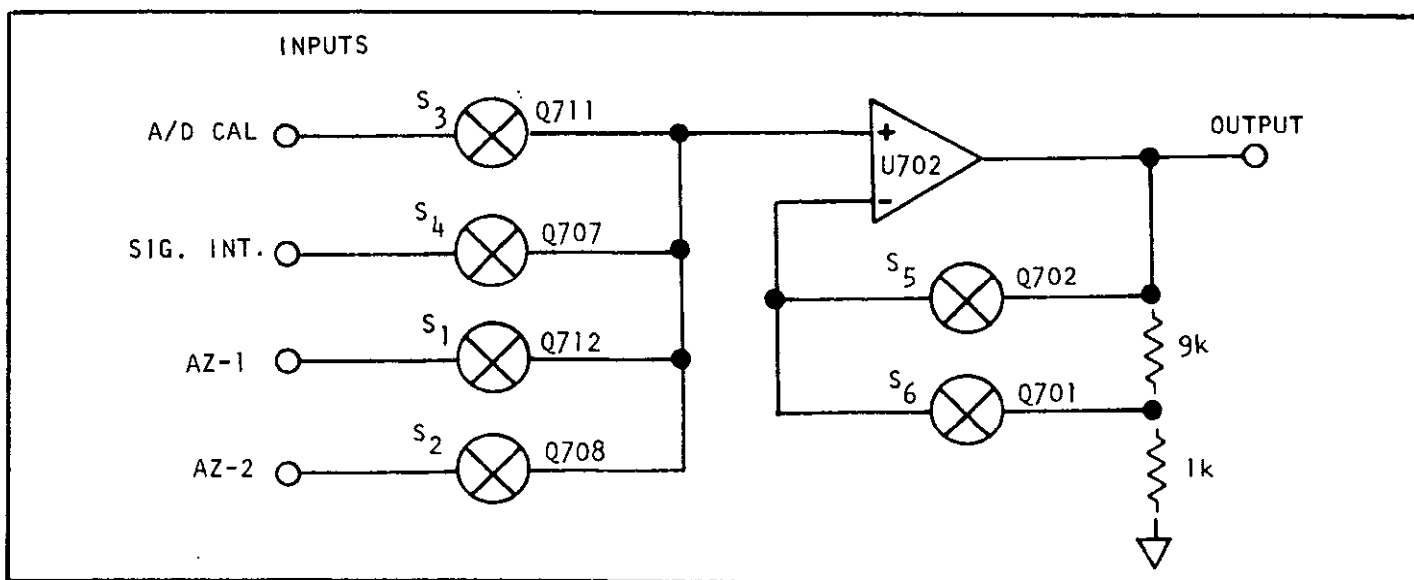 INPUTS
A/D CAL
S3
Q711
SIG. INT.
S4
Q707
AZ-1
S1
Q712
AZ-2
S2
Q708
+
U702
-
OUTPUT
S5
Q702
9k
S6
Q701
1k